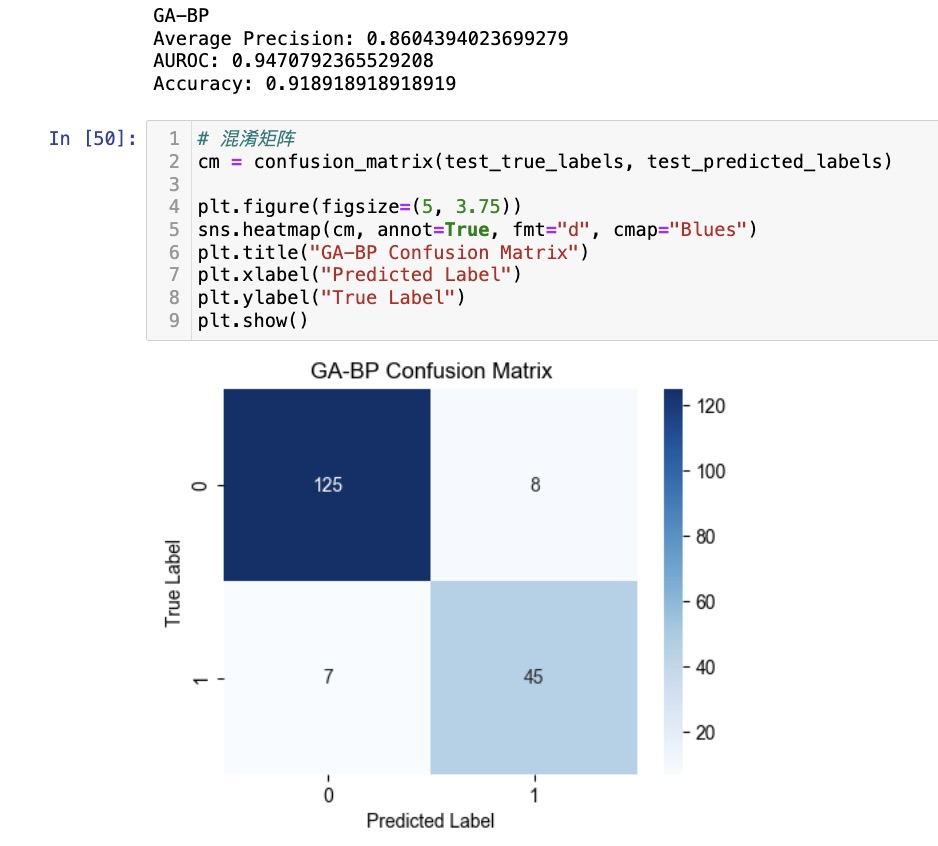 GA-BP
Average Precision: 0.8604394023699279
AUROC: 0.9470792365529208
Accuracy: 0.918918918918919
In [50]:
1 # 混淆矩阵
2 cm = confusion_matrix(test_true_labels, test_predicted_labels)
3
4 plt.figure(figsize=(5, 3.75))
5 sns.heatmap(cm, annot=True, fmt="d", cmap="Blues")
6 plt.title("GA-BP Confusion Matrix")
7 plt.xlabel("Predicted Label")
8 plt.ylabel("True Label")
9 plt.show()
GA-BP Confusion Matrix
True Label
0
125
8
1
7
45
0
1
Predicted Label
120
100
80
60
40
20